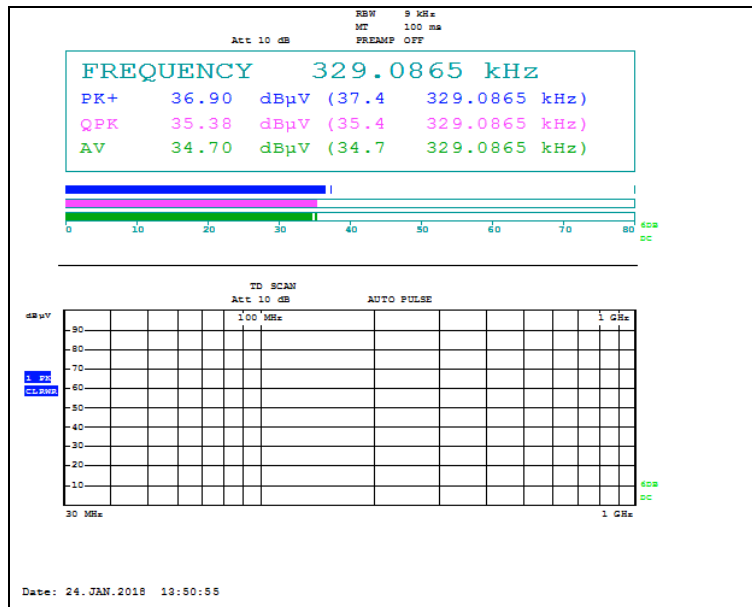 RBW 9 kHz
MT 100 ms
Att 10 dB PREAMP OFF
FREQUENCY 329.0865 kHz
PK+ 36.90 dBµV (37.4 329.0865 kHz)
QPK 35.38 dBµV (35.4 329.0865 kHz)
AV 34.70 dBµV (34.7 329.0865 kHz)
0 10 20 30 40 50 60 70 80
6DB
DC
TD SCAN
Att 10 dB AUTO PULSE
dBµV
100 MHz 1 GHz
90
80
70
1 PK
CLRWR
60
50
40
30
20
10
6DB
DC
30 MHz 1 GHz
Date: 24.JAN.2018 13:50:55